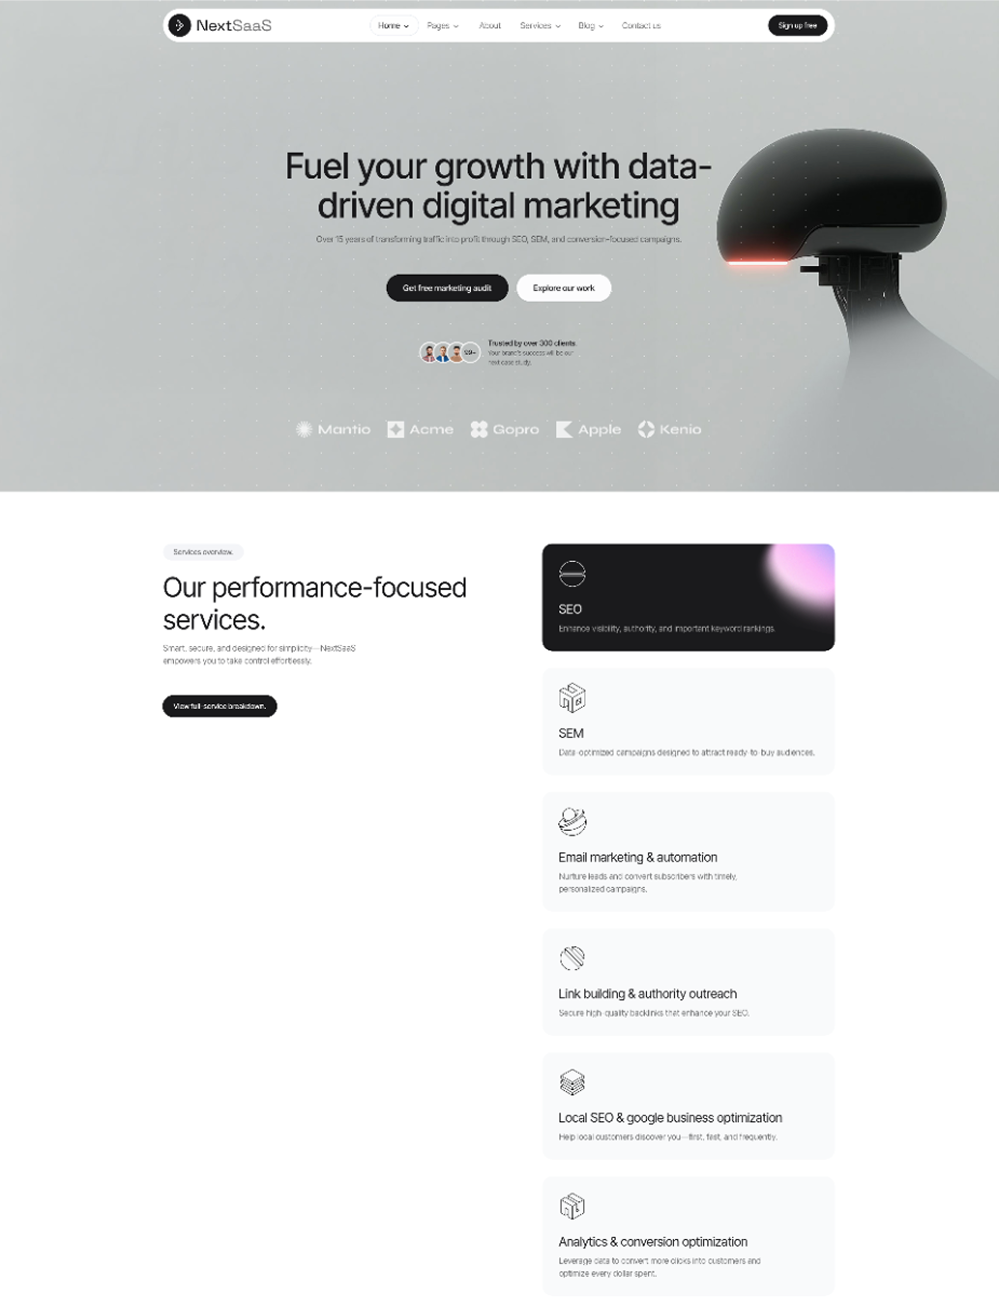 NextSaaS
Home
Pages
About
Services
Blog
Contact us
Sign up free
Fuel your growth with data-
driven digital marketing
Over 15 years of transforming traffic into profit through SEO, SEM, and conversion-focused campaigns.
Get free marketing audit
Explore our work
99+
Trusted by over 300 clients
Your brand's success will be our
next case study.
Mantio
Acme
Gopro
Apple
Kenio
Services overview.
Our performance-focused
services.
Smart, secure, and designed for simplicity—NextSaaS
empowers you to take control effortlessly.
View full-service breakdown.
SEO
Enhance visibility, authority, and important keyword rankings.
SEM
Data-optimized campaigns designed to attract ready-to-buy audiences.
Email marketing & automation
Nurture leads and convert subscribers with timely,
personalized campaigns.
Link building & authority outreach
Secure high-quality backlinks that enhance your SEO.
Local SEO & google business optimization
Help local customers discover you—first, fast, and frequently.
Analytics & conversion optimization
Leverage data to convert more clicks into customers and
optimize every dollar spent.